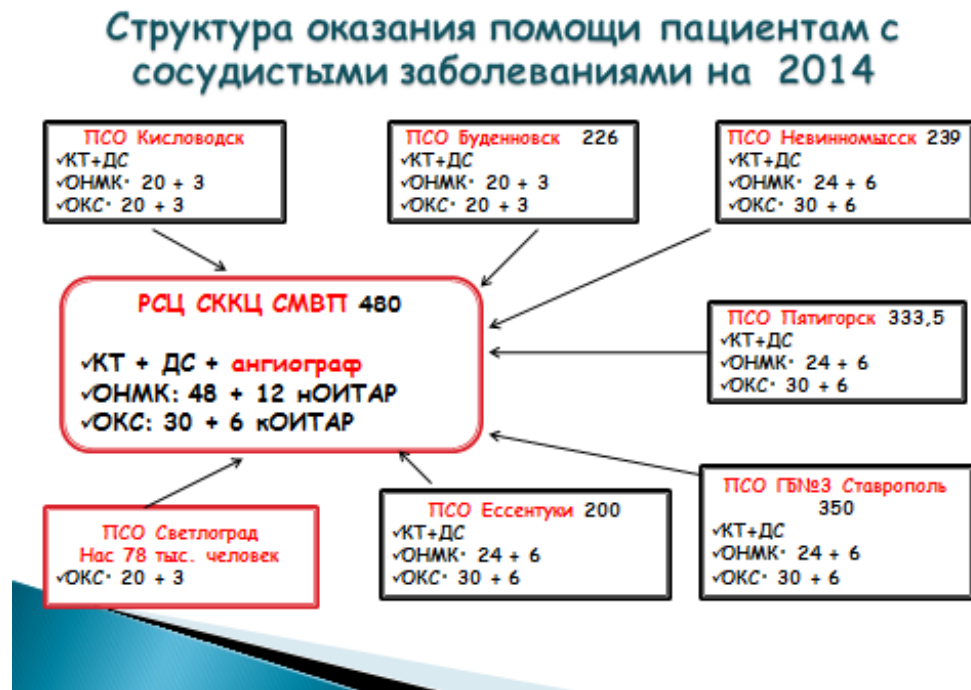 Структура оказания помощи пациентам с
сосудистыми заболеваниями на 2014
ПСО Кисловодск
✓КТ+ДС
✓ОНМК· 20 + 3
✓ОКС· 20 + 3
ПСО Буденновск 226
✓КТ+ДС
✓ОНМК· 20 + 3
✓ОКС· 20 + 3
ПСО Невинномысск 239
✓КТ+ДС
✓ОНМК· 24 + 6
✓ОКС· 30 + 6
РСЦ СККЦ СМВП 480
✓КТ + ДС + ангиограф
✓ОНМК: 48 + 12 нОИТАР
✓ОКС: 30 + 6 кОИТАР
ПСО Пятигорск 333,5
✓КТ+ДС
✓ОНМК· 24 + 6
✓ОКС· 30 + 6
ПСО Светлоград
Нас 78 тыс. человек
✓ОКС· 20 + 3
ПСО Ессентуки 200
✓КТ+ДС
✓ОНМК· 24 + 6
✓ОКС· 30 + 6
ПСО ГБ№3 Ставрополь
350
✓КТ+ДС
✓ОНМК· 24 + 6
✓ОКС· 30 + 6